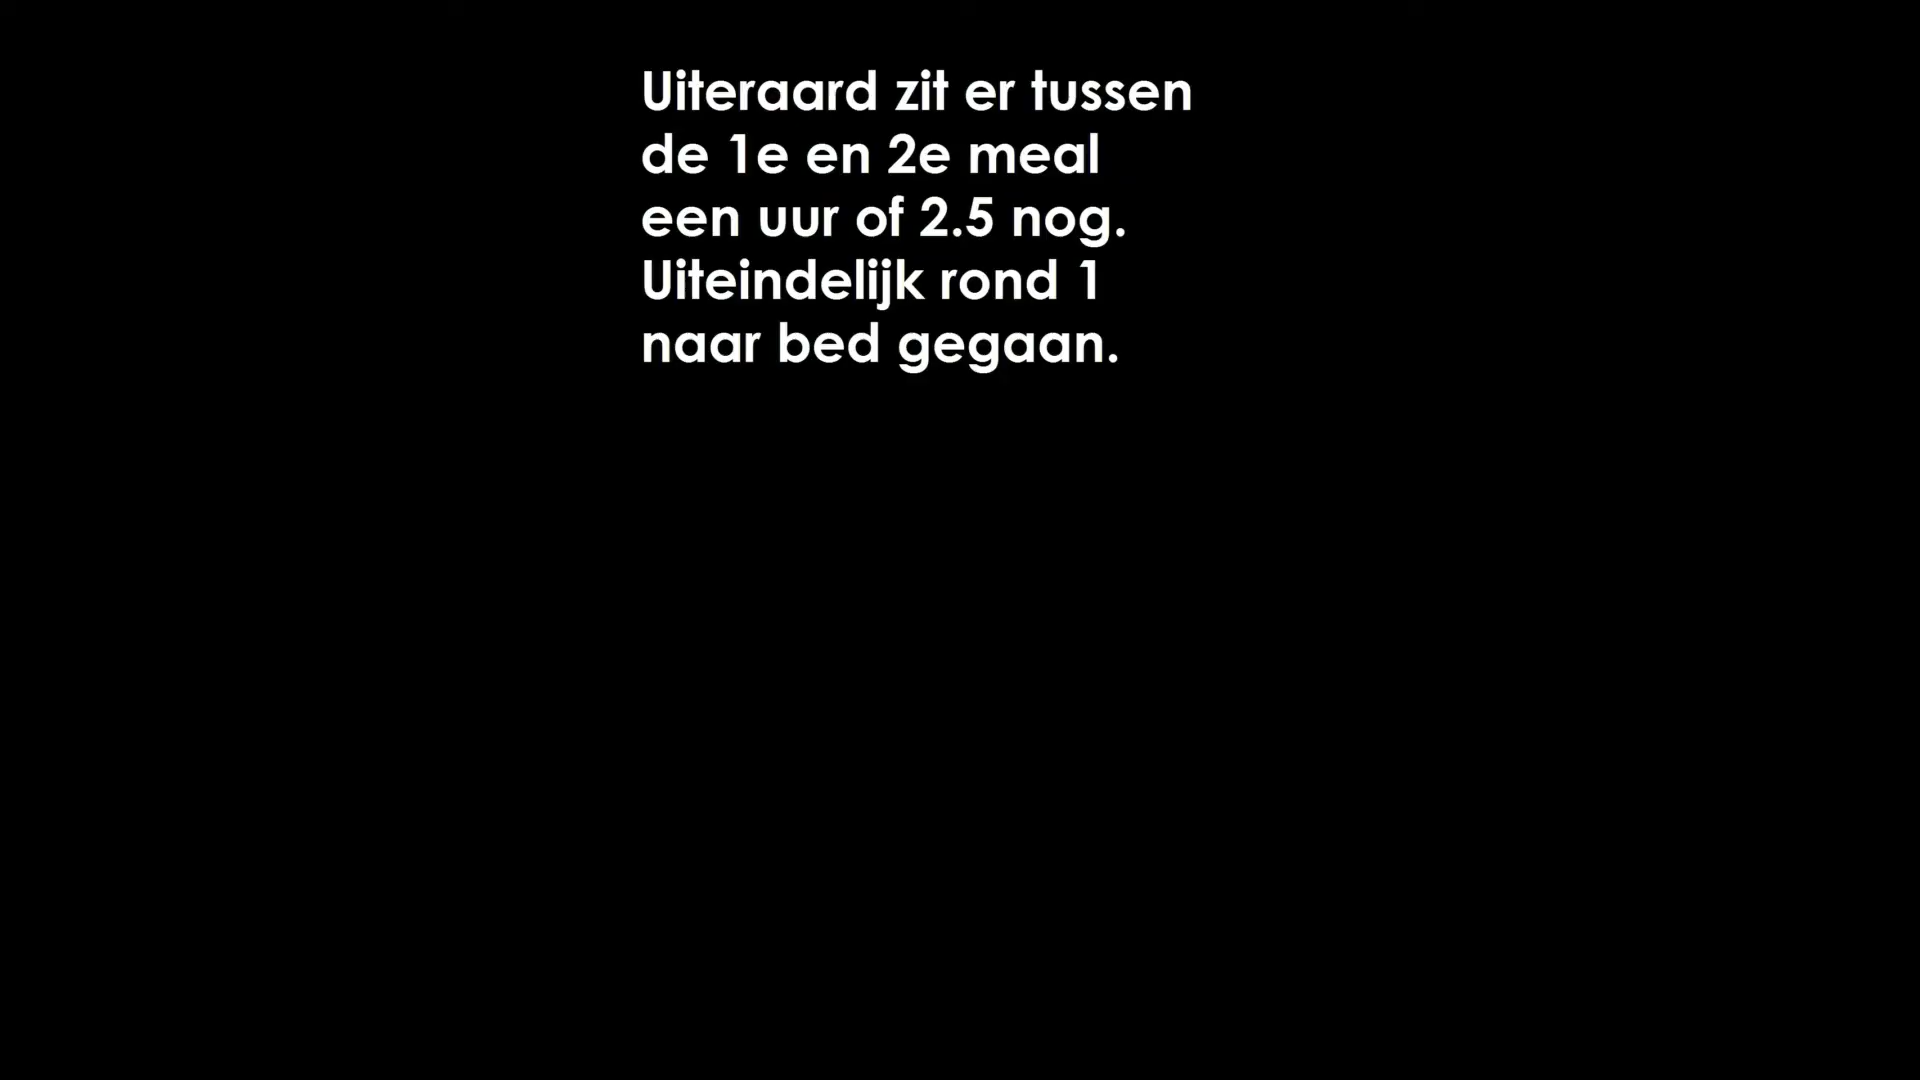 Uiteraard zit er tussen
de 1e en 2e meal
een uur of 2.5 nog.
Uiteindelijk rond 1
naar bed gegaan.